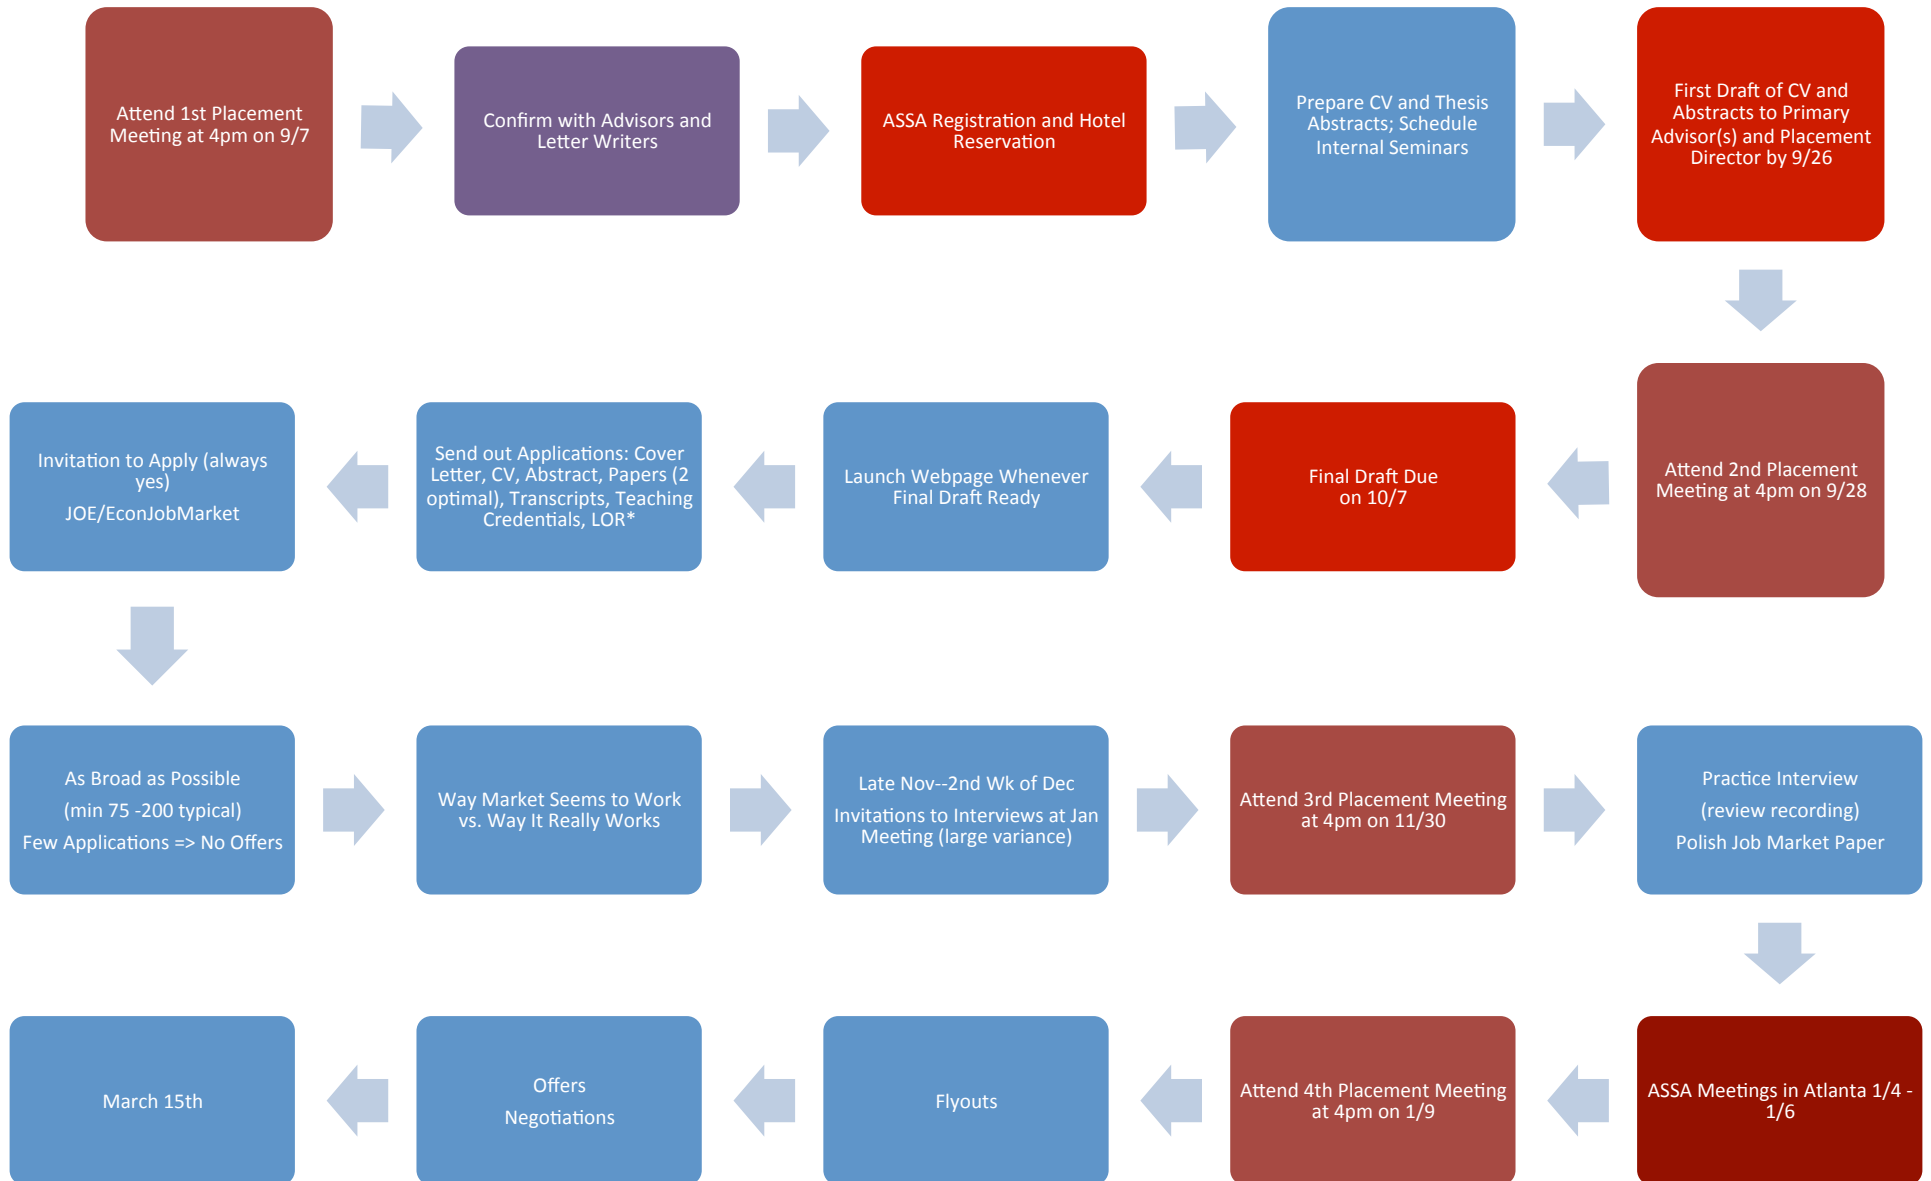 Attend 1st Placement
Meeting at 4pm on 9/7
Confirm with Advisors and
Letter Writers
ASSA Registration and Hotel
Reservation
Prepare CV and Thesis
Abstracts; Schedule
Internal Seminars
First Draft of CV and
Abstracts to Primary
Advisor(s) and Placement
Director by 9/26
Attend 2nd Placement
Meeting at 4pm on 9/28
Final Draft Due
on 10/7
Launch Webpage Whenever
Final Draft Ready
Send out Applications: Cover
Letter, CV, Abstract, Papers (2
optimal), Transcripts, Teaching
Credentials, LOR*
Invitation to Apply (always
yes)
JOE/EconJobMarket
As Broad as Possible
(min 75 -200 typical)
Few Applications => No Offers
Way Market Seems to Work
vs. Way It Really Works
Late Nov--2nd Wk of Dec
Invitations to Interviews at Jan
Meeting (large variance)
Attend 3rd Placement Meeting
at 4pm on 11/30
Practice Interview
(review recording)
Polish Job Market Paper
ASSA Meetings in Atlanta 1/4 -
1/6
Attend 4th Placement Meeting
at 4pm on 1/9
Flyouts
Offers
Negotiations
March 15th